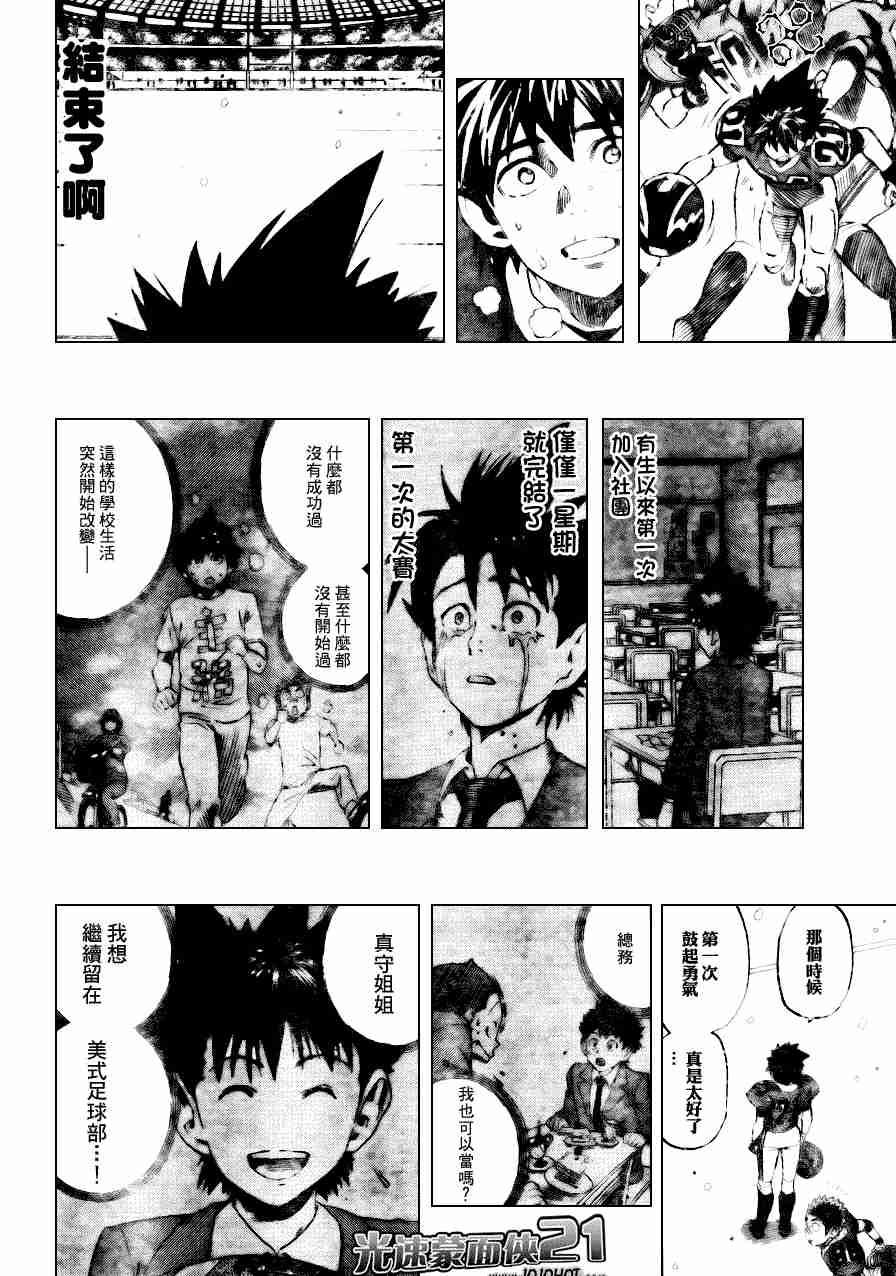 結束了啊
有生以來第一次
加入社團
僅僅一星期
就完結了
第一次的大賽
什麼都
沒有成功過
甚至什麼都
沒有開始過
這樣的學校生活
突然開始改變——
那個時候
第一次
鼓起勇氣
真是太好了
…
總務
我也可以當嗎?
真守姐姐
我想
繼續留在
美式足球部…!
光速蒙面俠21